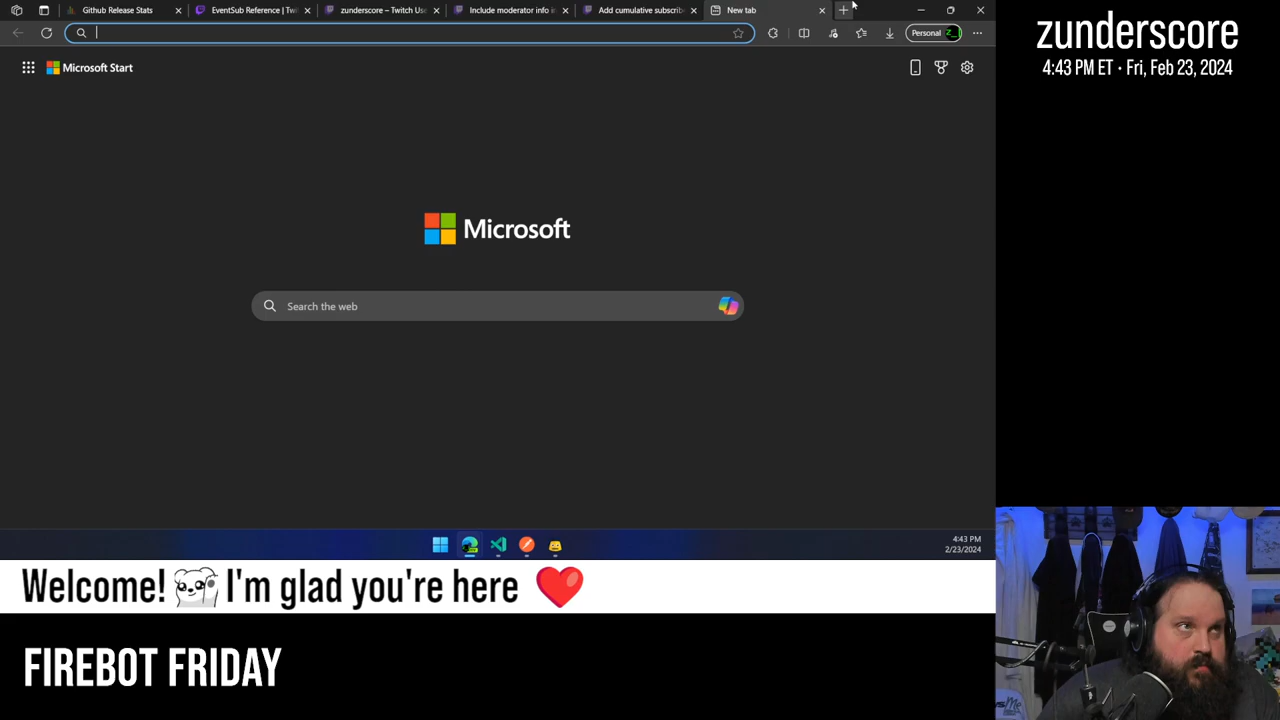 Github Release Stats
EventSub Reference | Twi
zunderscore – Twitch Use
Include moderator info in
Add cumulative subscrib
New tab
Personal
Microsoft Start
Microsoft
Search the web
4:43 PM
2/23/2024
Welcome! I'm glad you're here
FIREBOT FRIDAY
zunderscore
4:43 PM ET · Fri, Feb 23, 2024